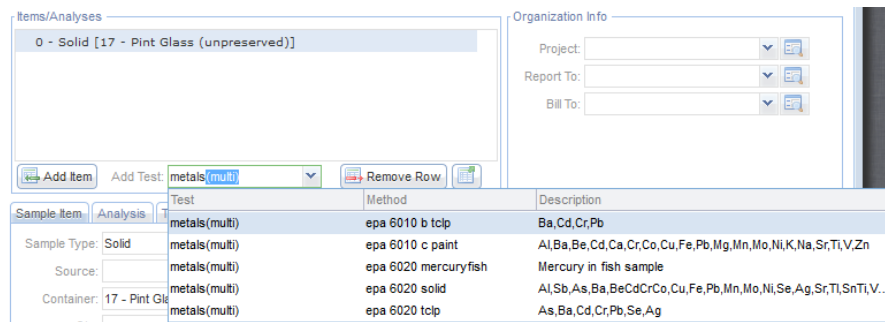 Items/Analyses
0 - Solid [17 - Pint Glass (unpreserved)]
Add Item Add Test: metals(multi) Remove Row
Organization Info
Project:
Report To:
Bill To:
Test Method Description
metals(multi) epa 6010 b tclp Ba,Cd,Cr,Pb
metals(multi) epa 6010 c paint Al,Ba,Be,Cd,Ca,Cr,Co,Cu,Fe,Pb,Mg,Mn,Mo,Ni,K,Na,Sr,Ti,V,Zn
metals(multi) epa 6020 mercuryfish Mercury in fish sample
metals(multi) epa 6020 solid Al,Sb,As,Ba,BeCdCrCo,Cu,Fe,Pb,Mn,Mo,Ni,Se,Ag,Sr,Tl,SnTi,V...
metals(multi) epa 6020 tclp As,Ba,Cd,Cr,Pb,Se,Ag
Sample Item Analysis T
Sample Type: Solid
Source:
Container: 17 - Pint Gla